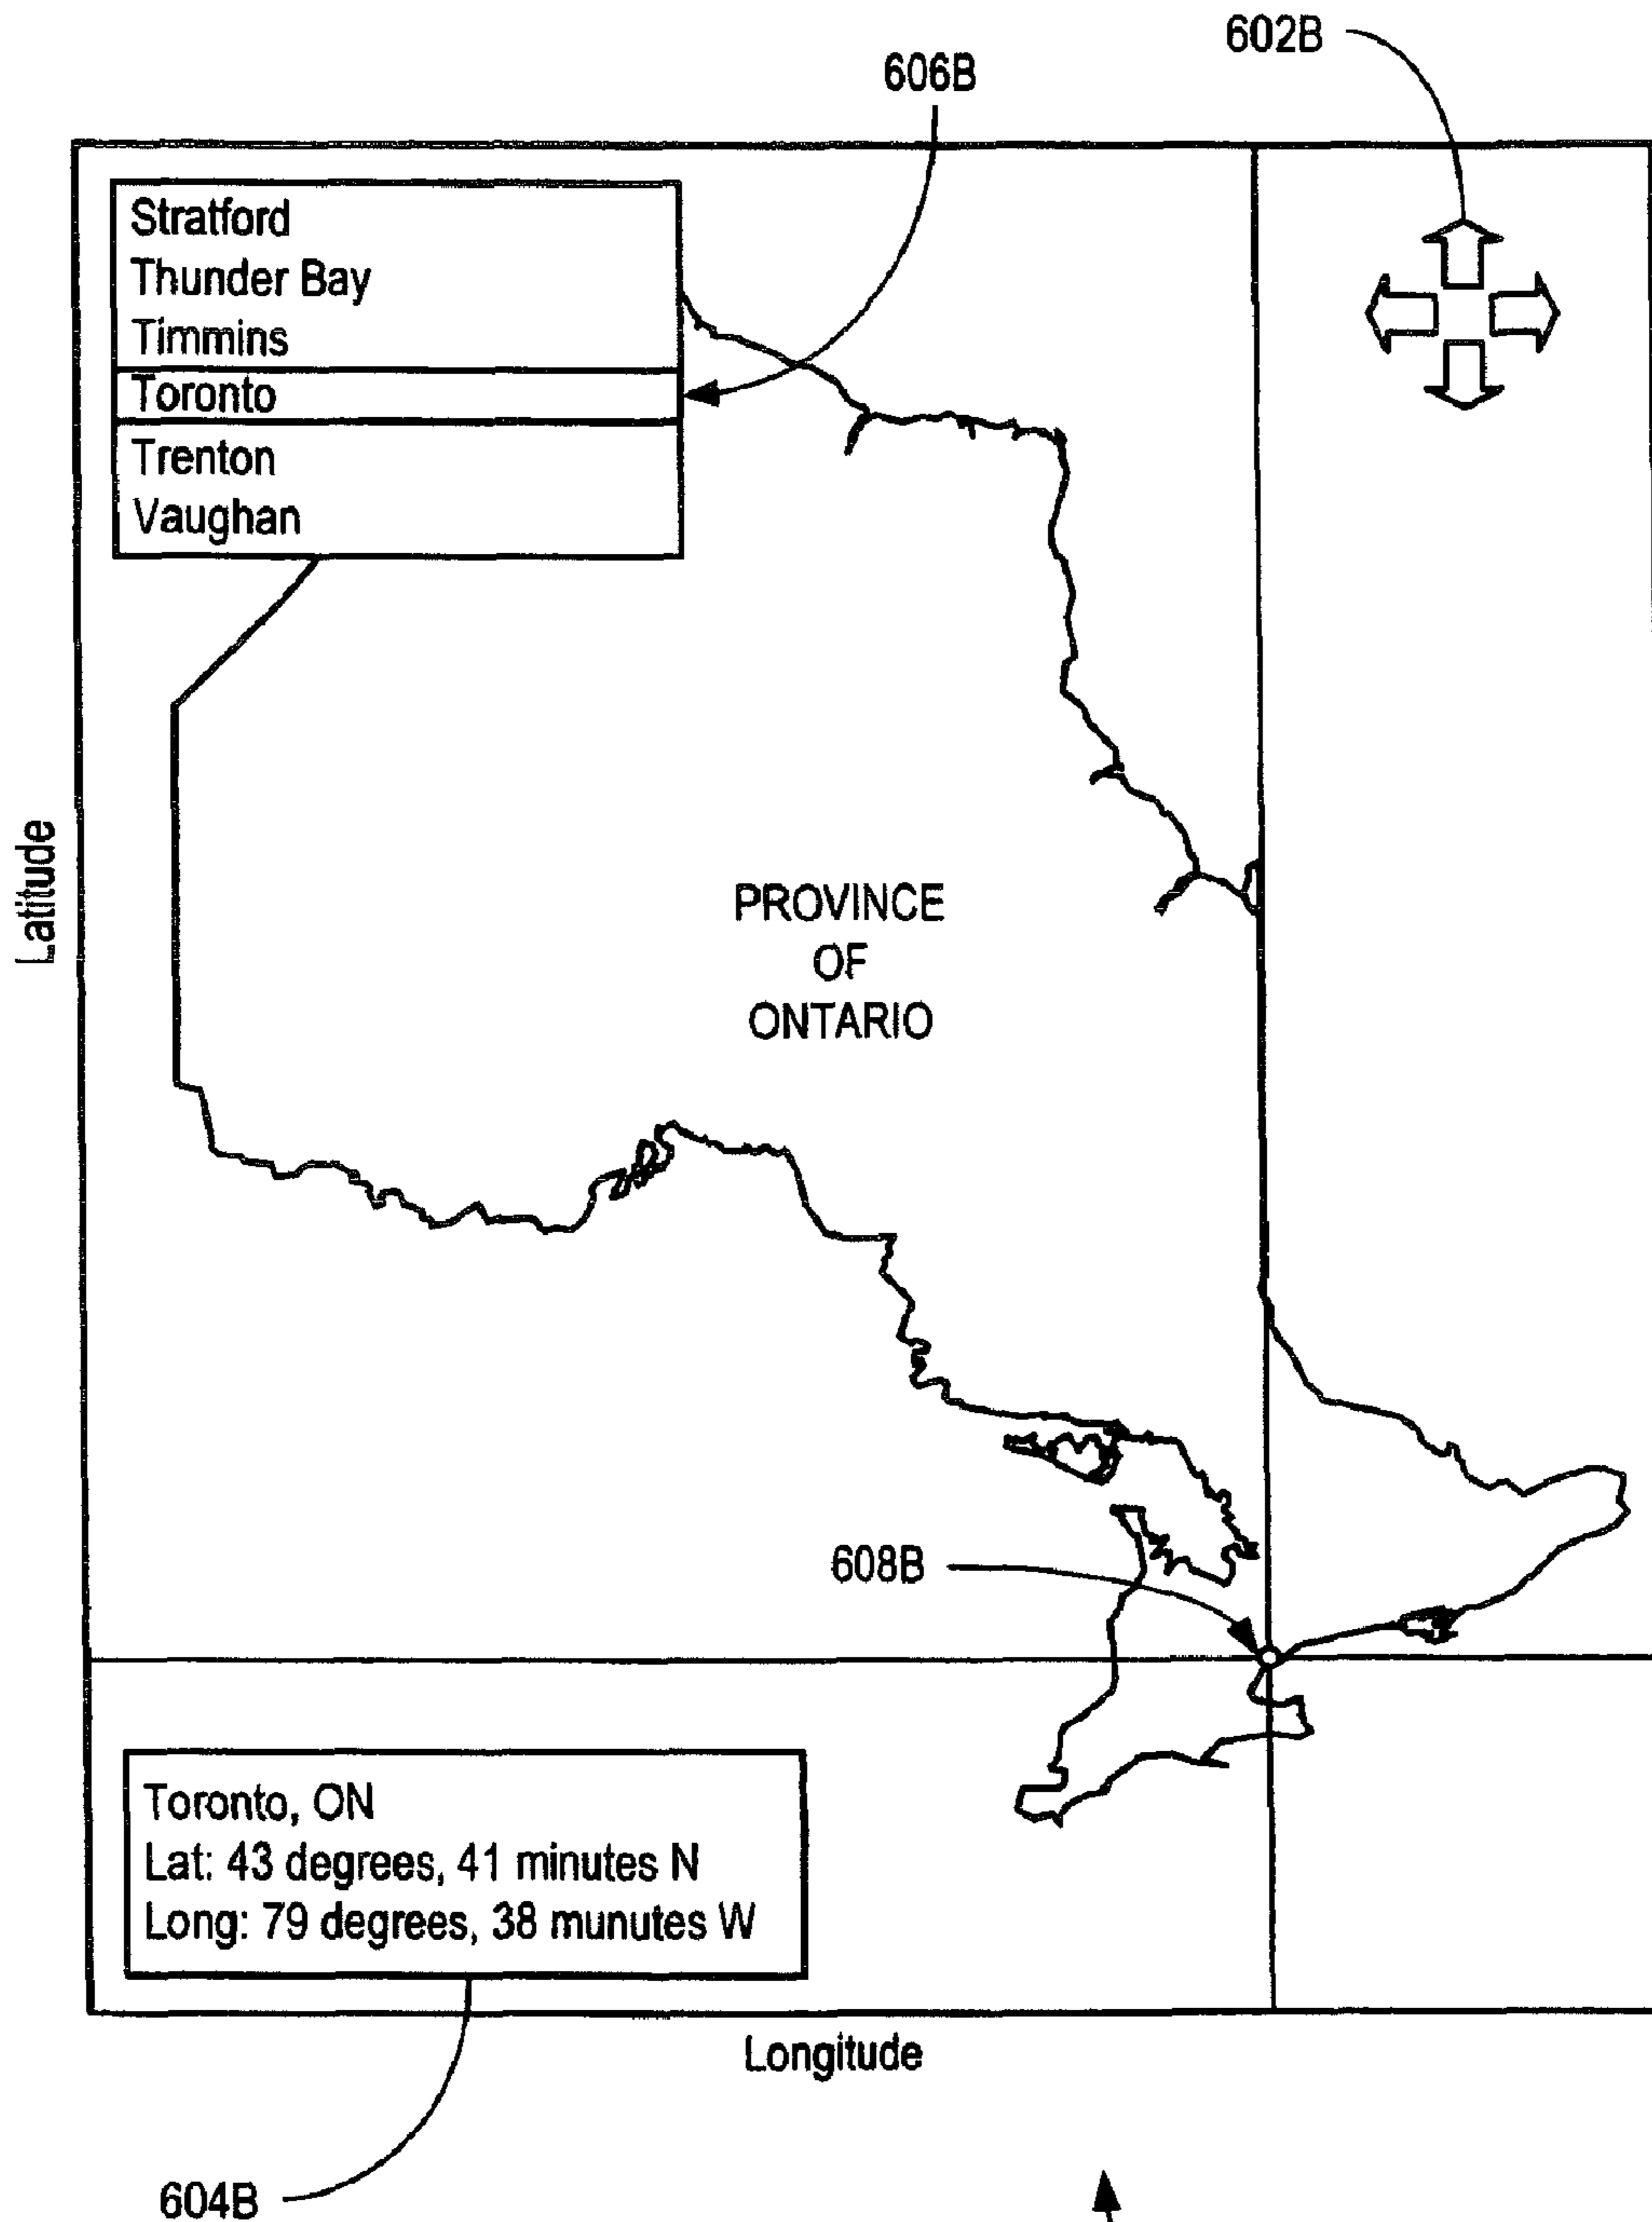 602B
606B
Stratford
Thunder Bay
Timmins
Toronto
Trenton
Vaughan
Latitude
PROVINCE
OF
ONTARIO
608B
Toronto, ON
Lat: 43 degrees, 41 minutes N
Long: 79 degrees, 38 munutes W
Longitude
604B